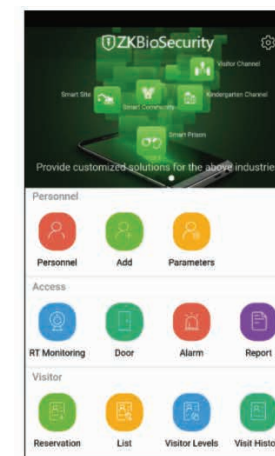 ZKBioSecurity
Visitor Channel
Smart Site
Kindergarten Channel
Smart Community
Smart Prison
Provide customized solutions for the above industries
Personnel
Personnel Add Parameters
Access
RT Monitoring Door Alarm Report
Visitor
Reservation List Visitor Levels Visit Histo